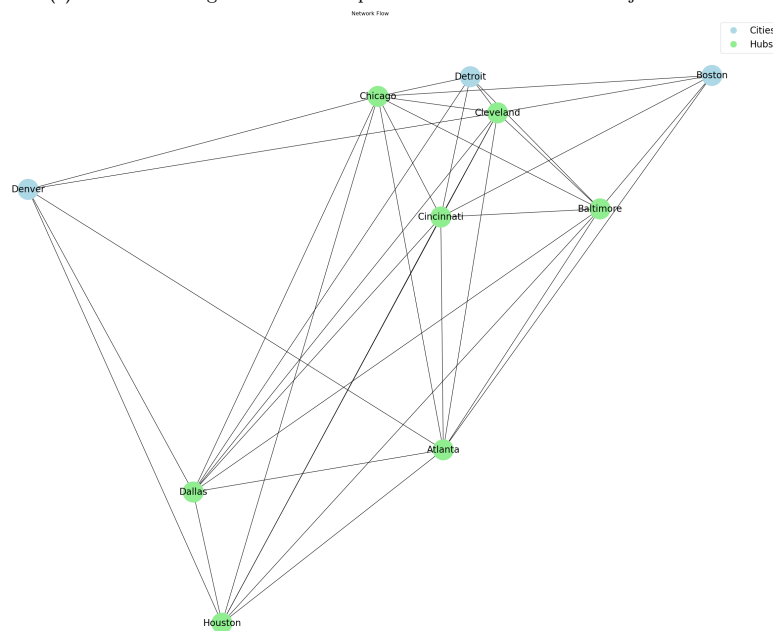 Network Flow
Cities
Hubs
Detroit
Boston
Chicago
Cleveland
Denver
Baltimore
Cincinnati
Atlanta
Dallas
Houston